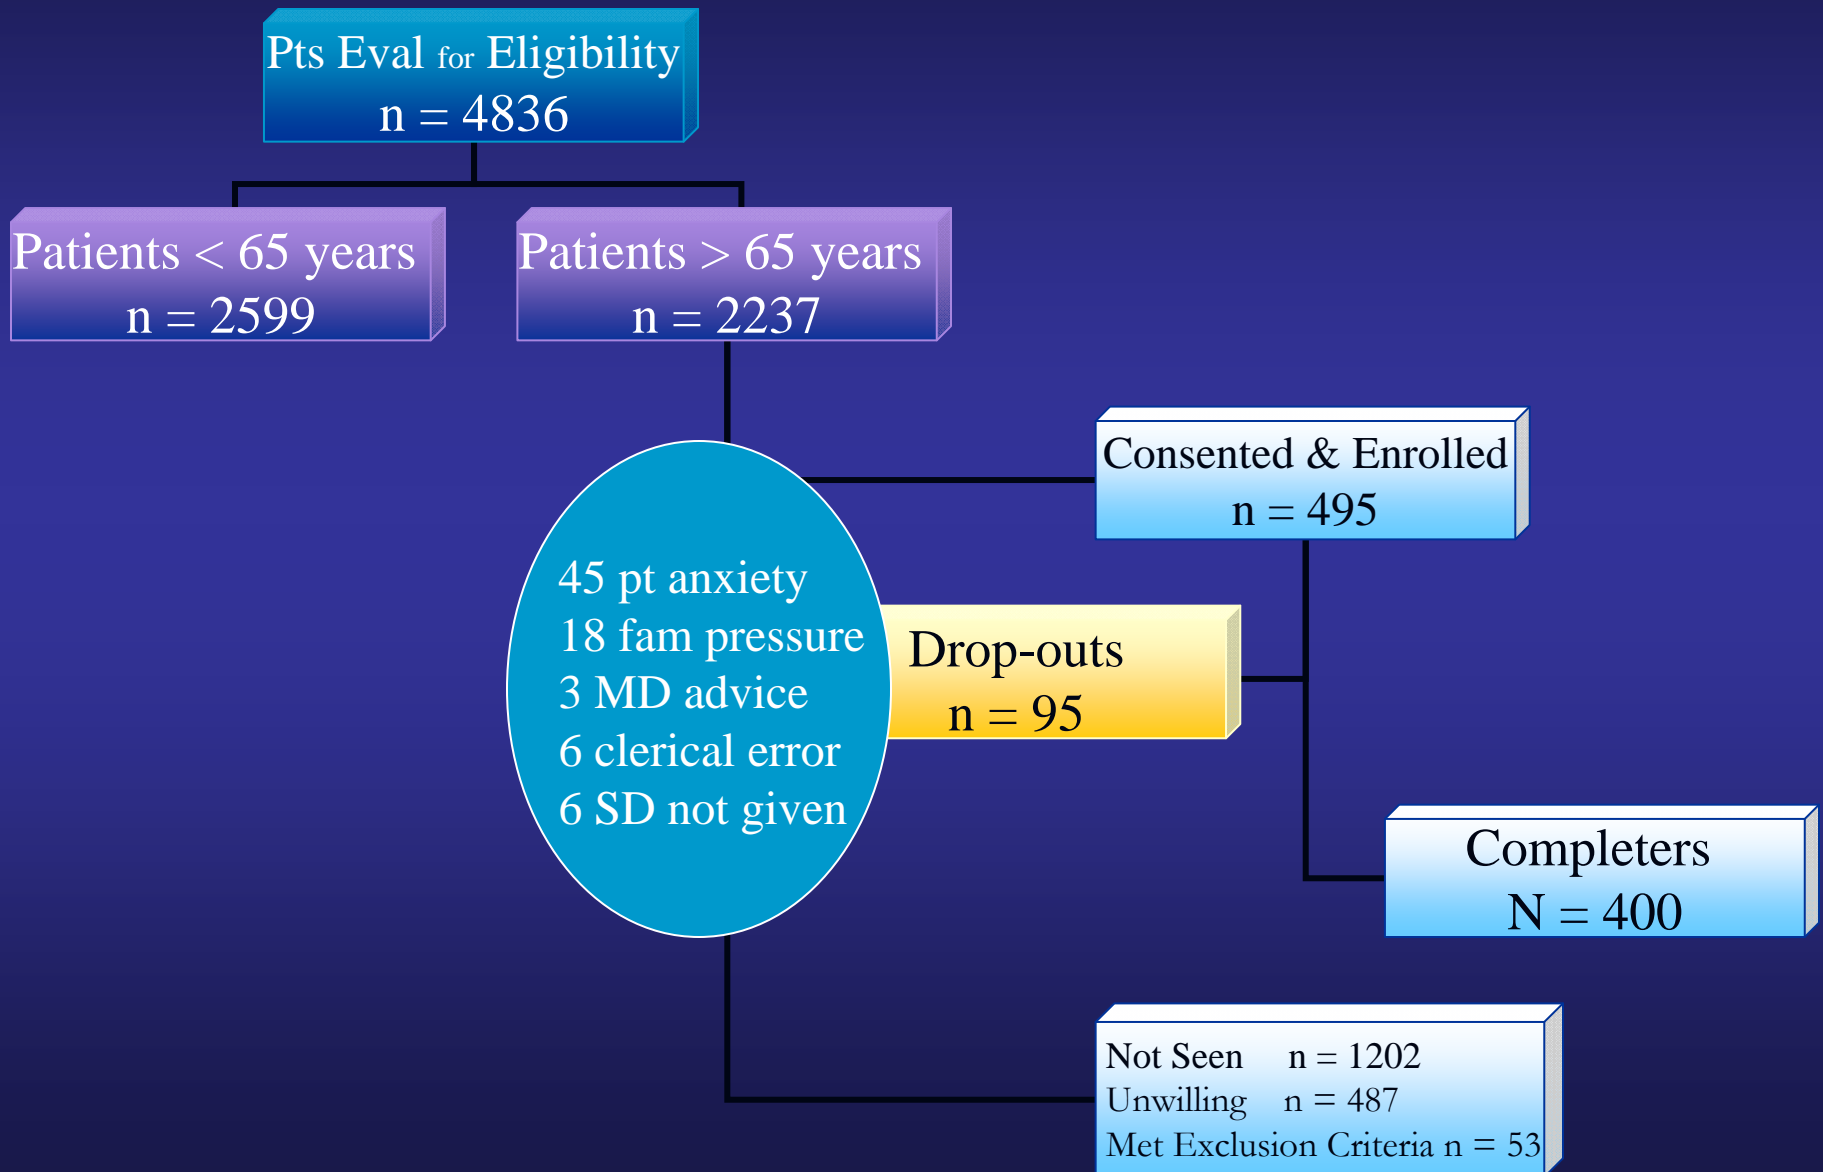 Pts Eval for Eligibility
n = 4836
Patients < 65 years
n = 2599
Patients > 65 years
n = 2237
Consented & Enrolled
n = 495
45 pt anxiety
18 fam pressure
3 MD advice
6 clerical error
6 SD not given
Drop-outs
n = 95
Completers
N = 400
Not Seen n = 1202
Unwilling n = 487
Met Exclusion Criteria n = 53